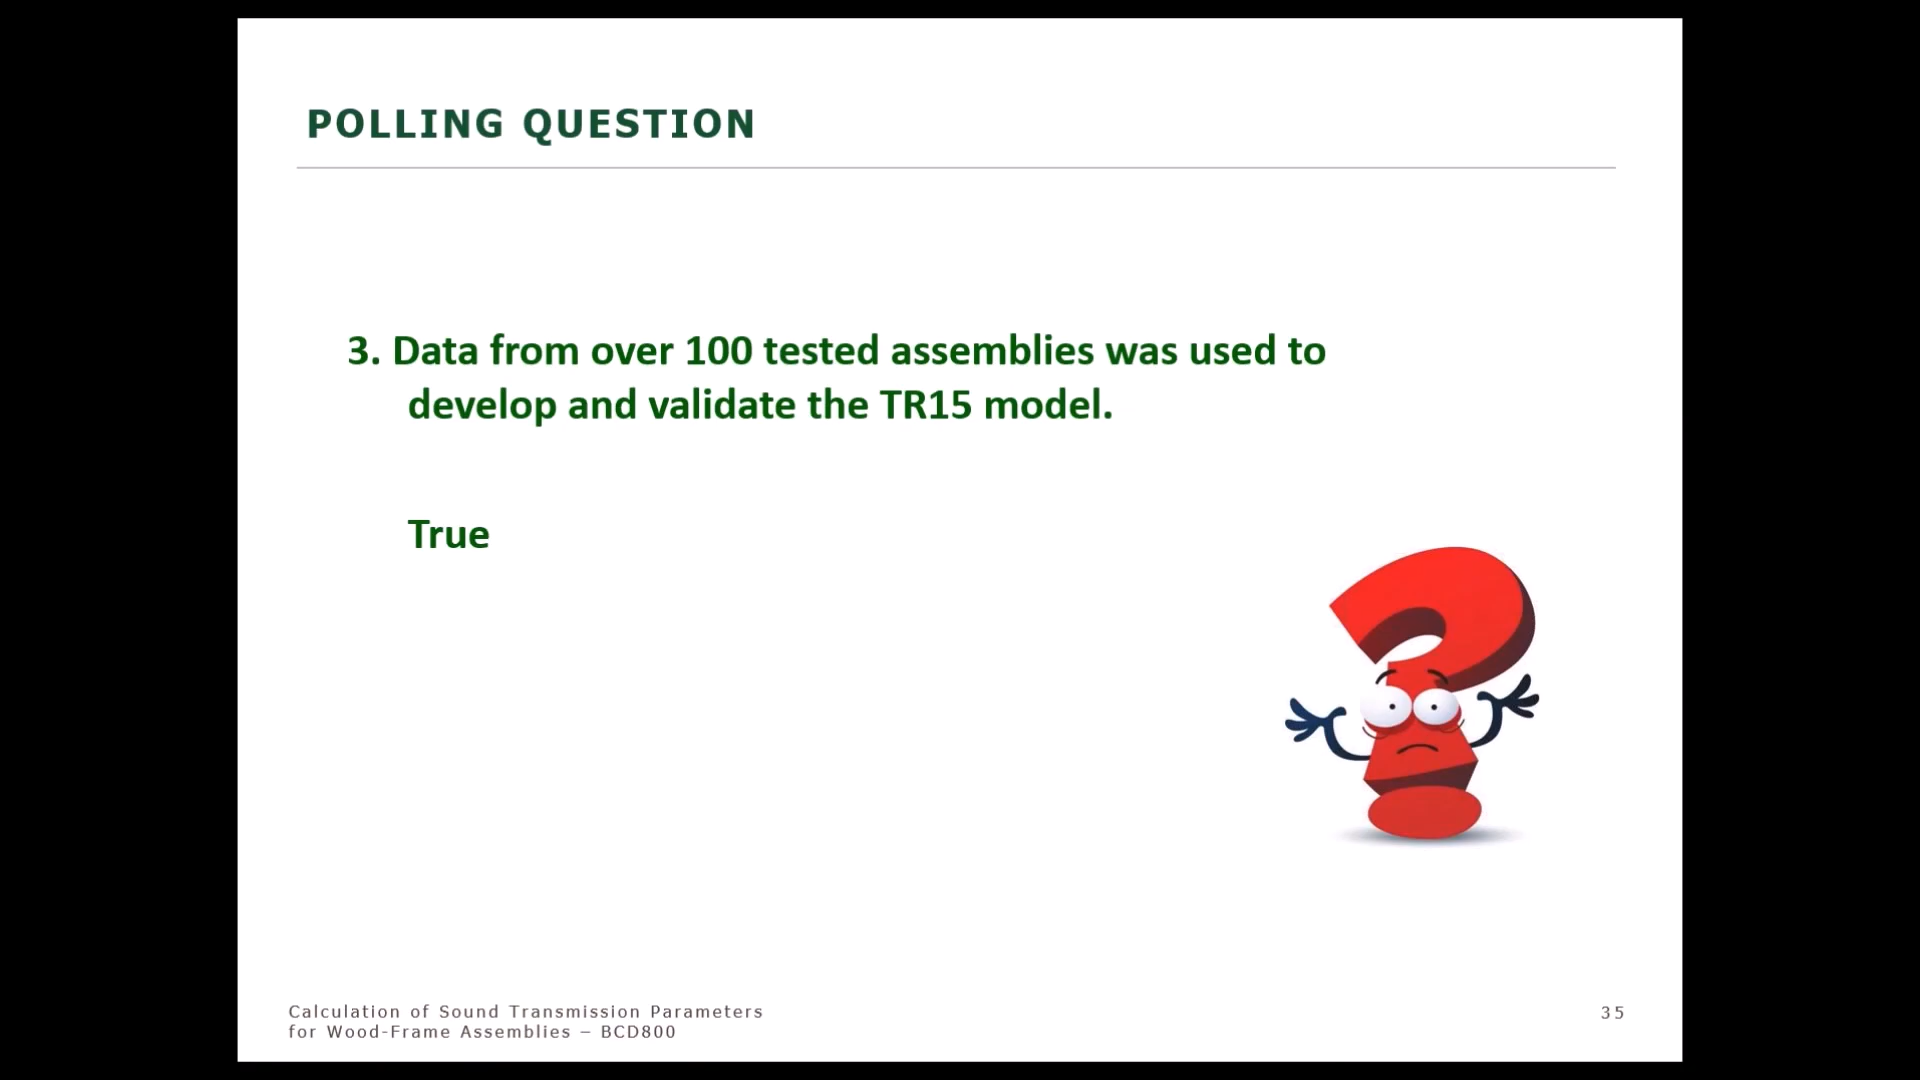 POLLING QUESTION
3. Data from over 100 tested assemblies was used to
develop and validate the TR15 model.
True
Calculation of Sound Transmission Parameters
for Wood-Frame Assemblies – BCD800
35